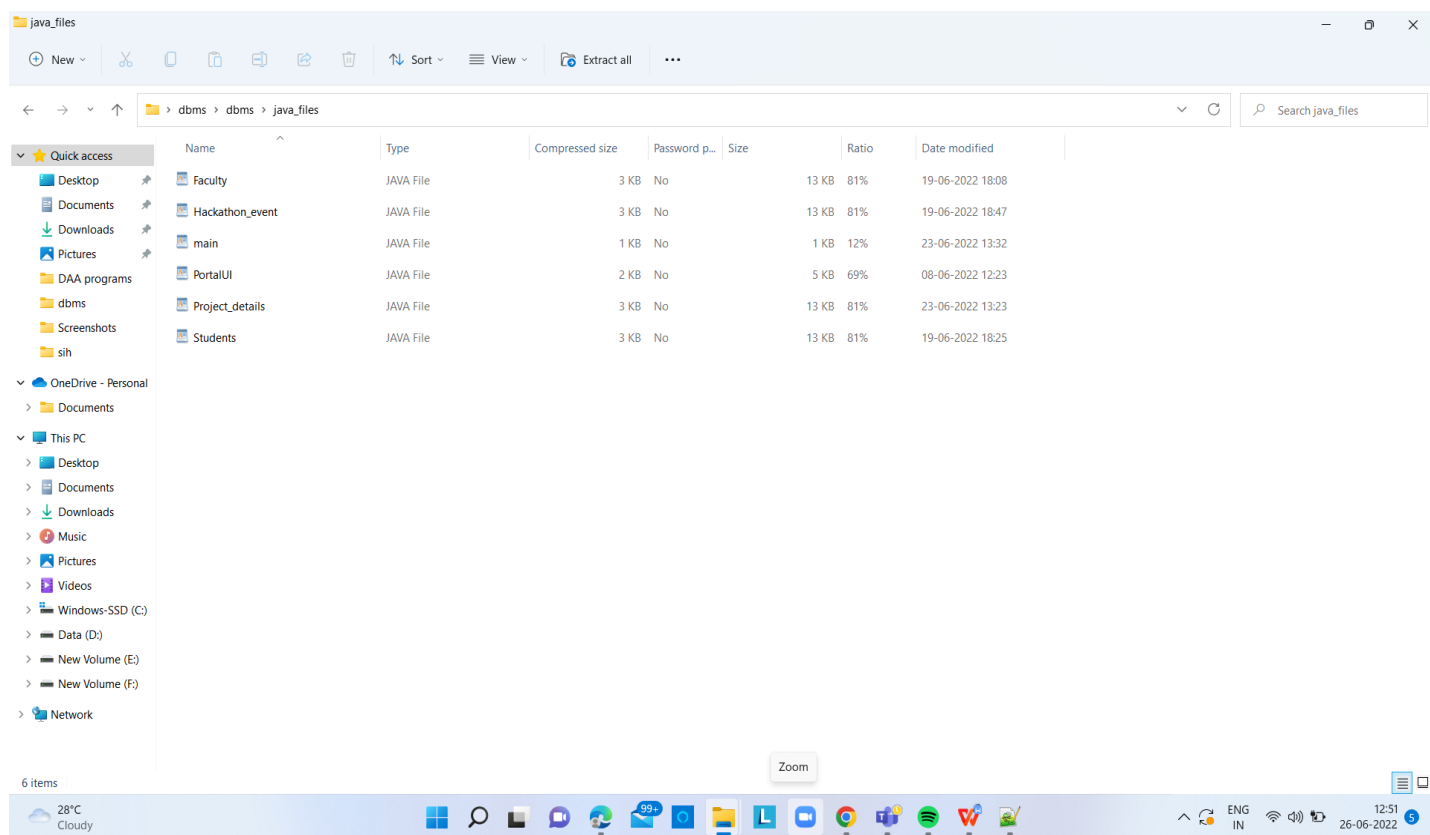 java_files
New
Sort
View
Extract all
dbms
dbms
java_files
Search java_files
Name Type Compressed size Password p... Size Ratio Date modified
Faculty JAVA File 3 KB No 13 KB 81% 19-06-2022 18:08
Hackathon_event JAVA File 3 KB No 13 KB 81% 19-06-2022 18:47
main JAVA File 1 KB No 1 KB 12% 23-06-2022 13:32
PortalUI JAVA File 2 KB No 5 KB 69% 08-06-2022 12:23
Project_details JAVA File 3 KB No 13 KB 81% 23-06-2022 13:23
Students JAVA File 3 KB No 13 KB 81% 19-06-2022 18:25
Quick access
Desktop
Documents
Downloads
Pictures
DAA programs
dbms
Screenshots
sih
OneDrive - Personal
Documents
This PC
Desktop
Documents
Downloads
Music
Pictures
Videos
Windows-SSD (C:)
Data (D:)
New Volume (E:)
New Volume (F:)
Network
Zoom
6 items
28°C
Cloudy
99+
L
ENG
IN
12:51
26-06-2022
5